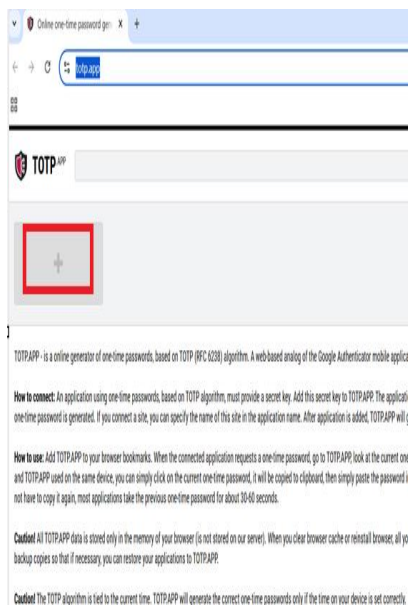 Online one-time password gen
totp.app
TOTP.APP
TOTP.APP - is a online generator of one-time passwords, based on TOTP (RFC 6238) algorithm. A web-based analog of the Google Authenticator mobile applica
How to connect: An application using one-time passwords, based on TOTP algorithm, must provide a secret key. Add this secret key to TOTP.APP. The applicati
one-time password is generated. If you connect a site, you can specify the name of this site in the application name. After application is added, TOTP.APP will g
How to use: Add TOTP.APP to your browser bookmarks. When the connected application requests a one-time password, go to TOTP.APP, look at the current one
and TOTP.APP used on the same device, you can simply click on the current one-time password, it will be copied to clipboard, then simply paste the password i
not have to copy it again, most applications take the previous one-time password for about 30-60 seconds.
Caution! All TOTP.APP data is stored only in the memory of your browser (is not stored on our server). When you clear browser cache or reinstall browser, all yo
backup copies so that if necessary, you can restore your applications to TOTP.APP.
Caution! The TOTP algorithm is tied to the current time. TOTP.APP will generate the correct one-time passwords only if the time on your device is set correctly.